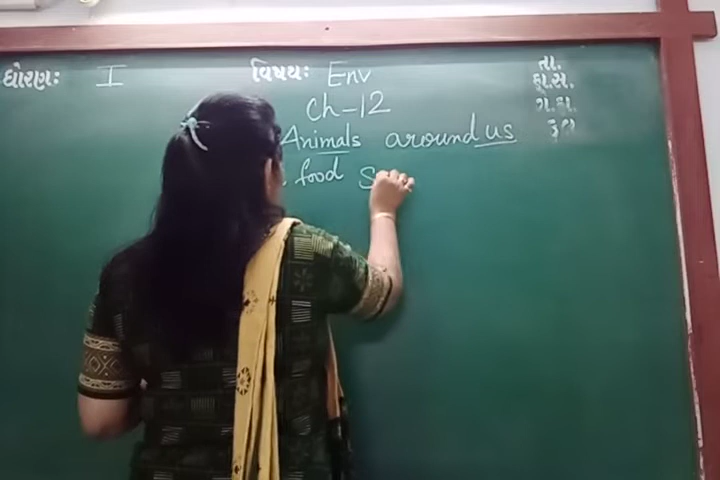 ધોરણ: I
વિષય: Env
Ch-12
Animals around us
food S
તા.
કુ.સ.
ગ.હા.
કુલ